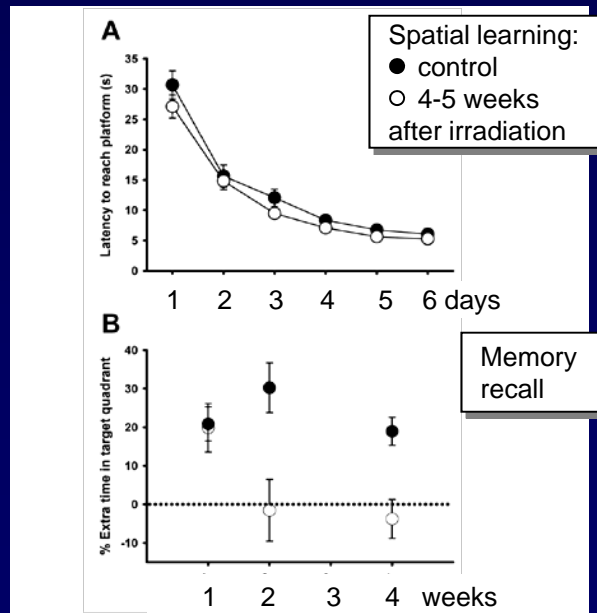 A
Spatial learning:
● control
○ 4-5 weeks
after irradiation
Latency to reach platform (s)
35
30
25
20
15
10
5
0
1 2 3 4 5 6 days
B
Memory
recall
% Extra time in target quadrant
40
30
20
10
0
-10
1 2 3 4 weeks